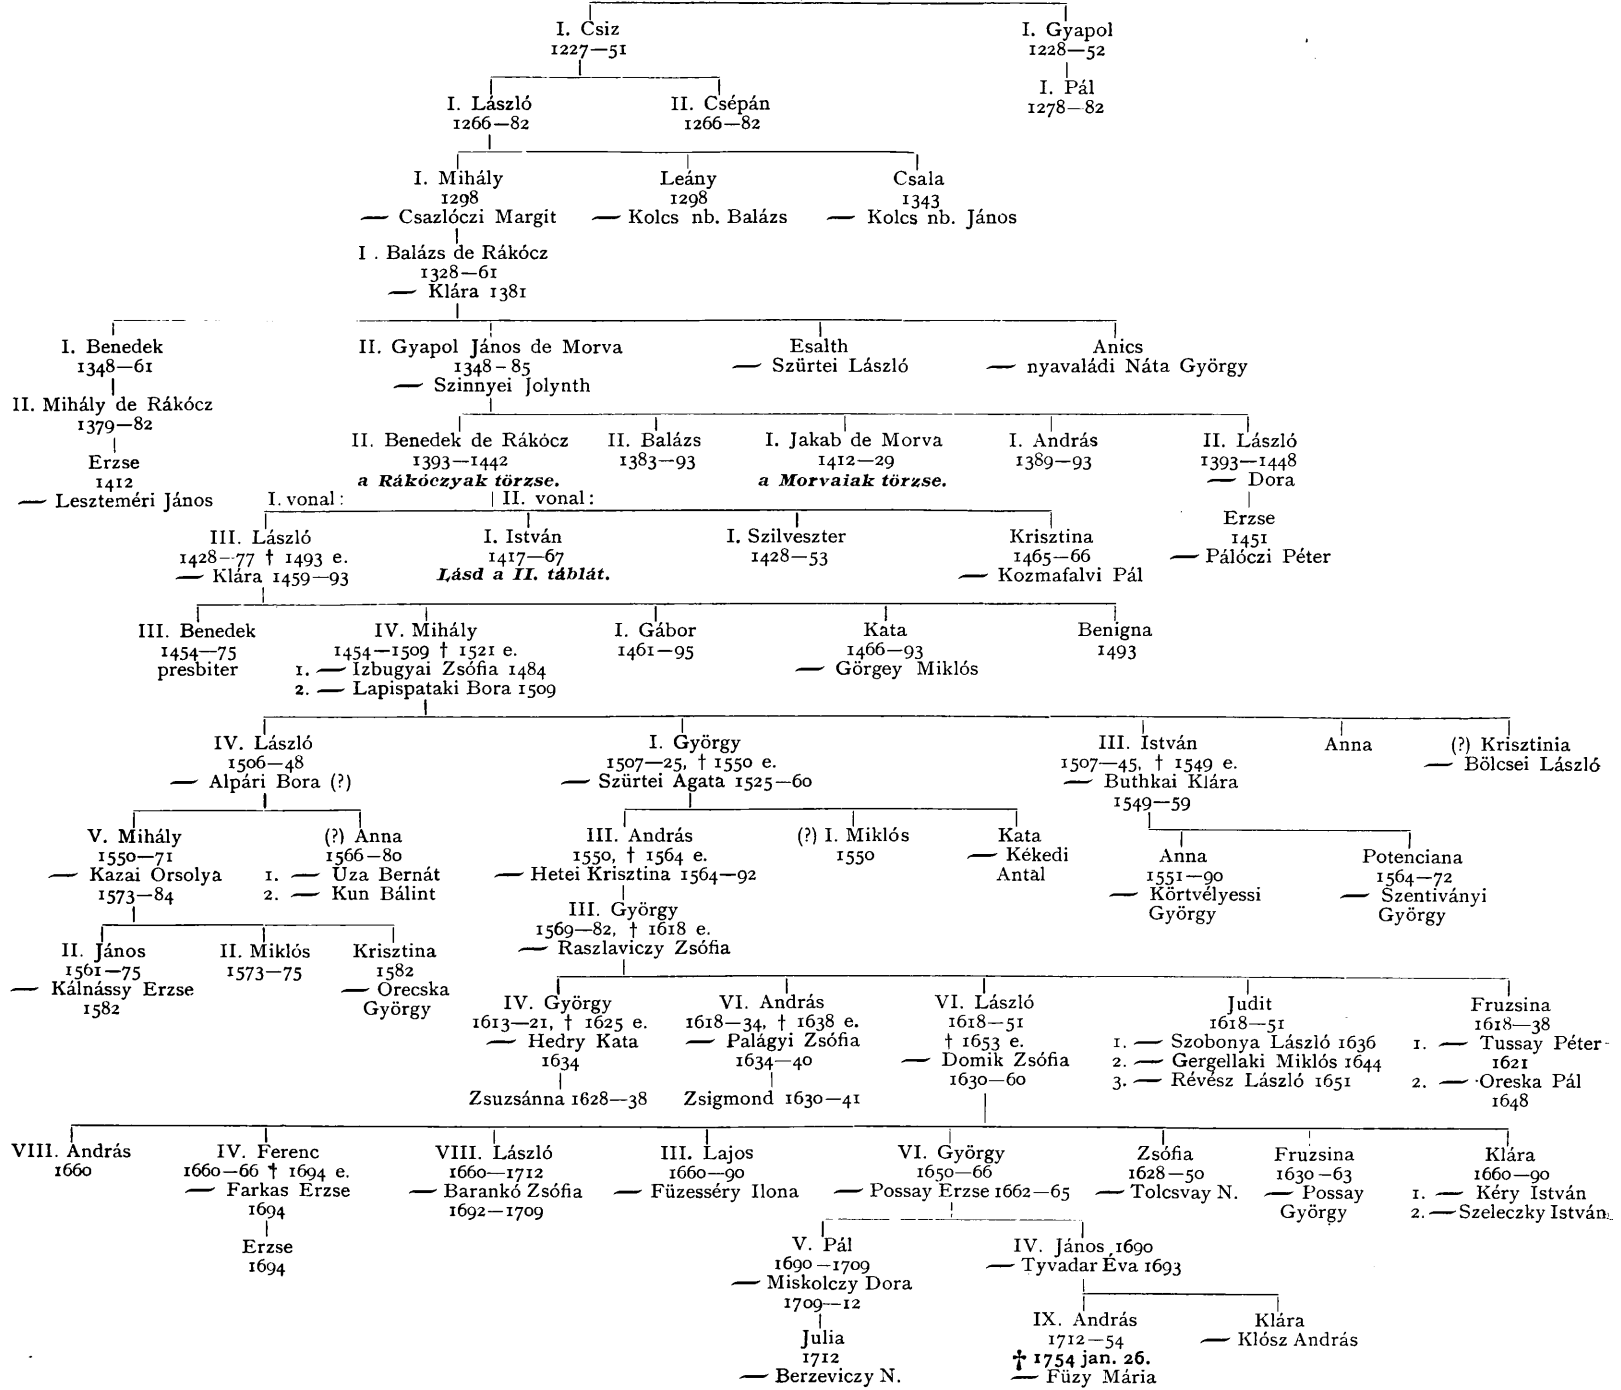 I. Csiz
1227—51
I. Gyapol
1228—52
I. Pál
1278—82
I. László
1266—82
II. Csépán
1266—82
I. Mihály
1298
— Csazlóczi Margit
Leány
1298
— Kolcs nb. Balázs
Csala
1343
— Kolcs nb. János
I. Balázs de Rákócz
1328—61
— Klára 1381
I. Benedek
1348—61
II. Gyapol János de Morva
1348—85
— Szinnyei Jolynth
Esalth
— Szürtei László
Anics
— nyavaládi Náta György
II. Mihály de Rákócz
1379—82
Erzse
1412
— Leszteméri János
II. Benedek de Rákócz
1393—1442
a Rákóczyak törzse.
II. Balázs
1383—93
I. Jakab de Morva
1412—29
a Morvaiak törzse.
I. András
1389—93
II. László
1393—1448
— Dora
Erzse
1451
— Pálóczi Péter
I. vonal:
II. vonal:
III. László
1428—77 † 1493 e.
— Klára 1459—93
I. István
1417—67
Lásd a II. táblát.
I. Szilveszter
1428—53
Krisztina
1465—66
— Kozmafalvi Pál
III. Benedek
1454—75
presbiter
IV. Mihály
1454—1509 † 1521 e.
1. — Izbugyai Zsófia 1484
2. — Lapispataki Bora 1509
I. Gábor
1461—95
Kata
1466—93
— Görgey Miklós
Benigna
1493
IV. László
1506—48
— Alpári Bora (?)
I. György
1507—25, † 1550 e.
— Szürtei Agata 1525—60
III. István
1507—45, † 1549 e.
— Buthkai Klára
1549—59
Anna
(?) Krisztinia
— Bölcsei László
V. Mihály
1550—71
— Kazai Orsolya
1573—84
(?) Anna
1566—80
1. — Uza Bernát
2. — Kun Bálint
III. András
1550, † 1564 e.
— Hetei Krisztina 1564—92
(?) I. Miklós
1550
Kata
— Kékedi
Antal
Anna
1551—90
— Körtvélyessi
György
Potenciana
1564—72
— Szentiványi
György
II. János
1561—75
— Kálnássy Erzse
1582
II. Miklós
1573—75
Krisztina
1582
— Orecska
György
III. György
1569—82, † 1618 e.
— Raszlaviczy Zsófia
IV. György
1613—21, † 1625 e.
— Hedry Kata
1634
Zsuzsánna 1628—38
VI. András
1618—34, † 1638 e.
— Palágyi Zsófia
1634—40
Zsigmond 1630—41
VI. László
1618—51
† 1653 e.
— Domik Zsófia
1630—60
Judit
1618—51
1. — Szobonya László 1636
2. — Gergellaki Miklós 1644
3. — Révész László 1651
Fruzsina
1618—38
1. — Tussay Péter
1621
2. — Oreska Pál
1648
VIII. András
1660
IV. Ferenc
1660—66 † 1694 e.
— Farkas Erzse
1694
Erzse
1694
VIII. László
1660—1712
— Barankó Zsófia
1692—1709
III. Lajos
1660—90
— Füzesséry Ilona
VI. György
1650—66
— Possay Erzse 1662—65
Zsófia
1628—50
— Tolcsvay N.
Fruzsina
1630—63
— Possay
György
Klára
1660—90
1. — Kéry István
2. — Szeleczky István
V. Pál
1690—1709
— Miskolczy Dora
1709—12
Julia
1712
— Berzeviczy N.
IV. János 1690
— Tyvadar Éva 1693
IX. András
1712—54
† 1754 jan. 26.
— Füzy Mária
Klára
— Klósz András